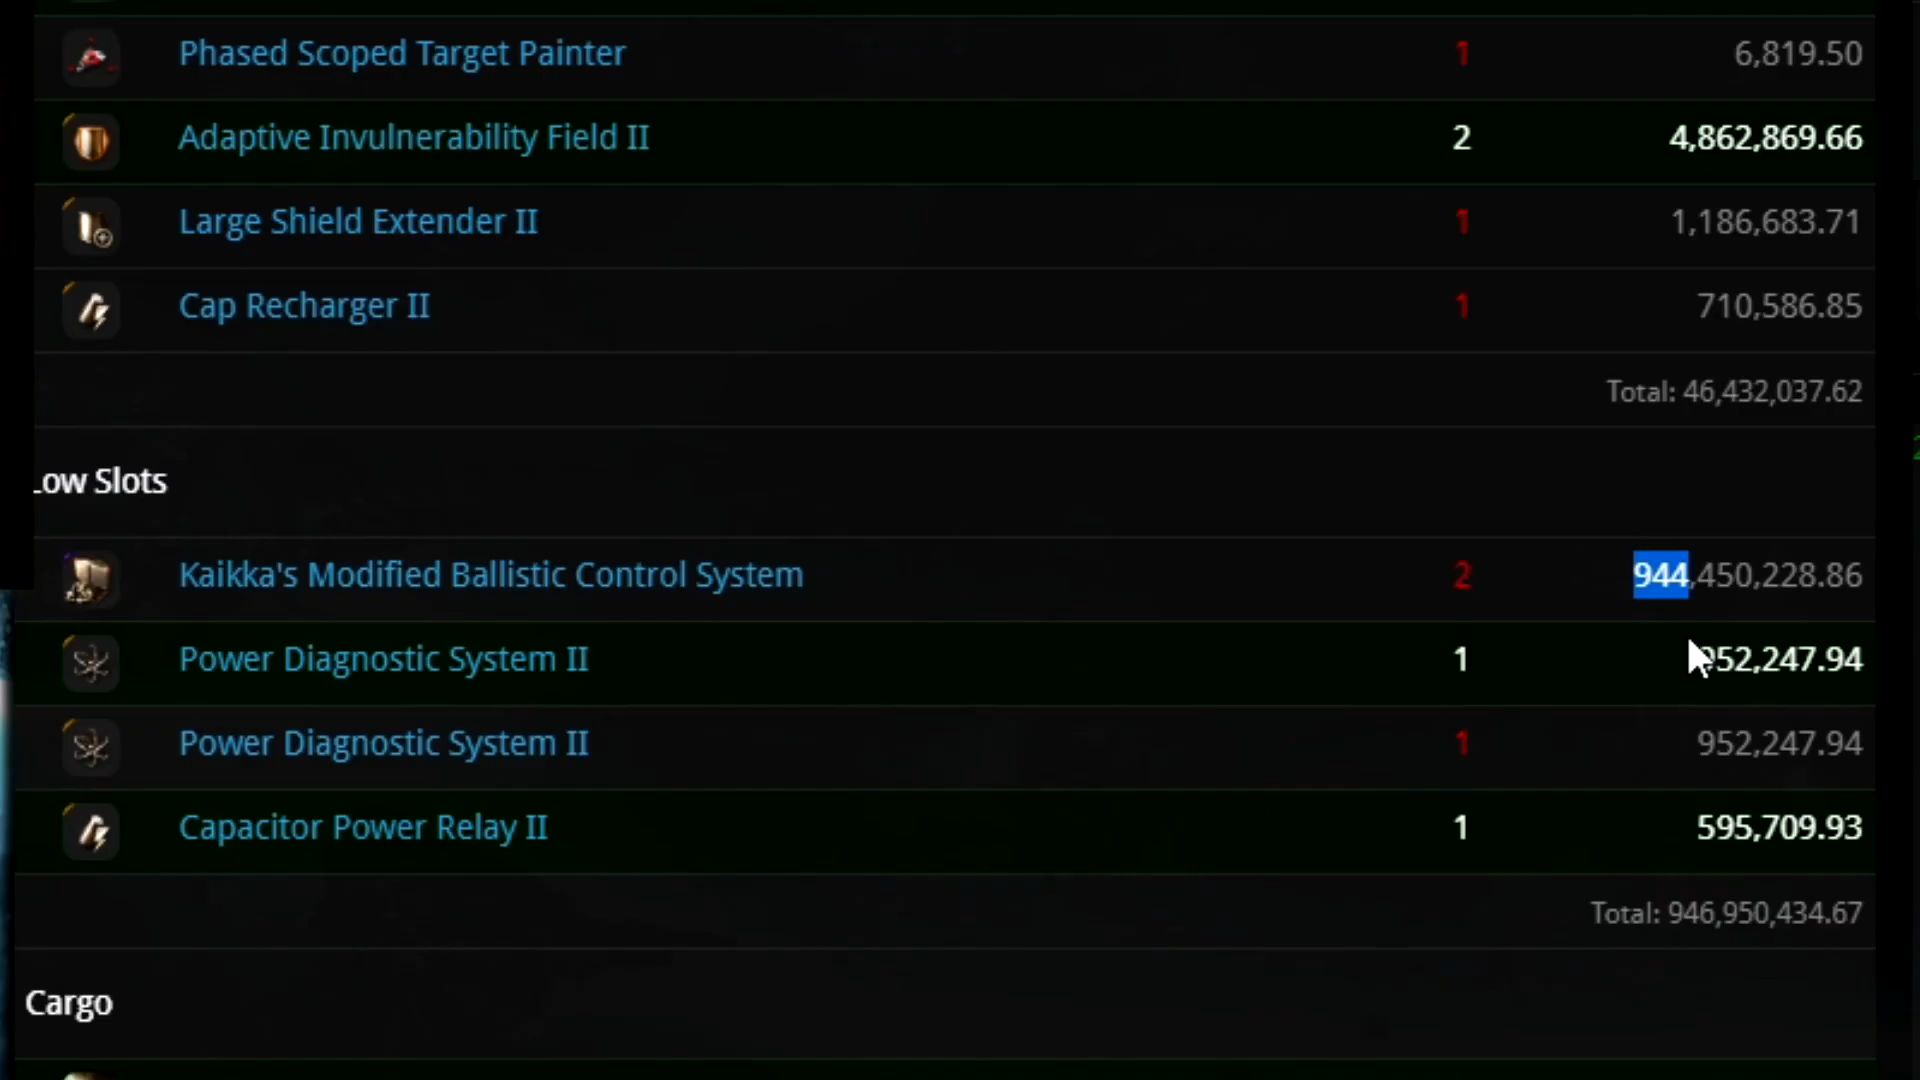 Phased Scoped Target Painter 1 6,819.50
Adaptive Invulnerability Field II 2 4,862,869.66
Large Shield Extender II 1 1,186,683.71
Cap Recharger II 1 710,586.85
Total: 46,432,037.62
Low Slots
Kaikka's Modified Ballistic Control System 2 944,450,228.86
Power Diagnostic System II 1 952,247.94
Power Diagnostic System II 1 952,247.94
Capacitor Power Relay II 1 595,709.93
Total: 946,950,434.67
Cargo